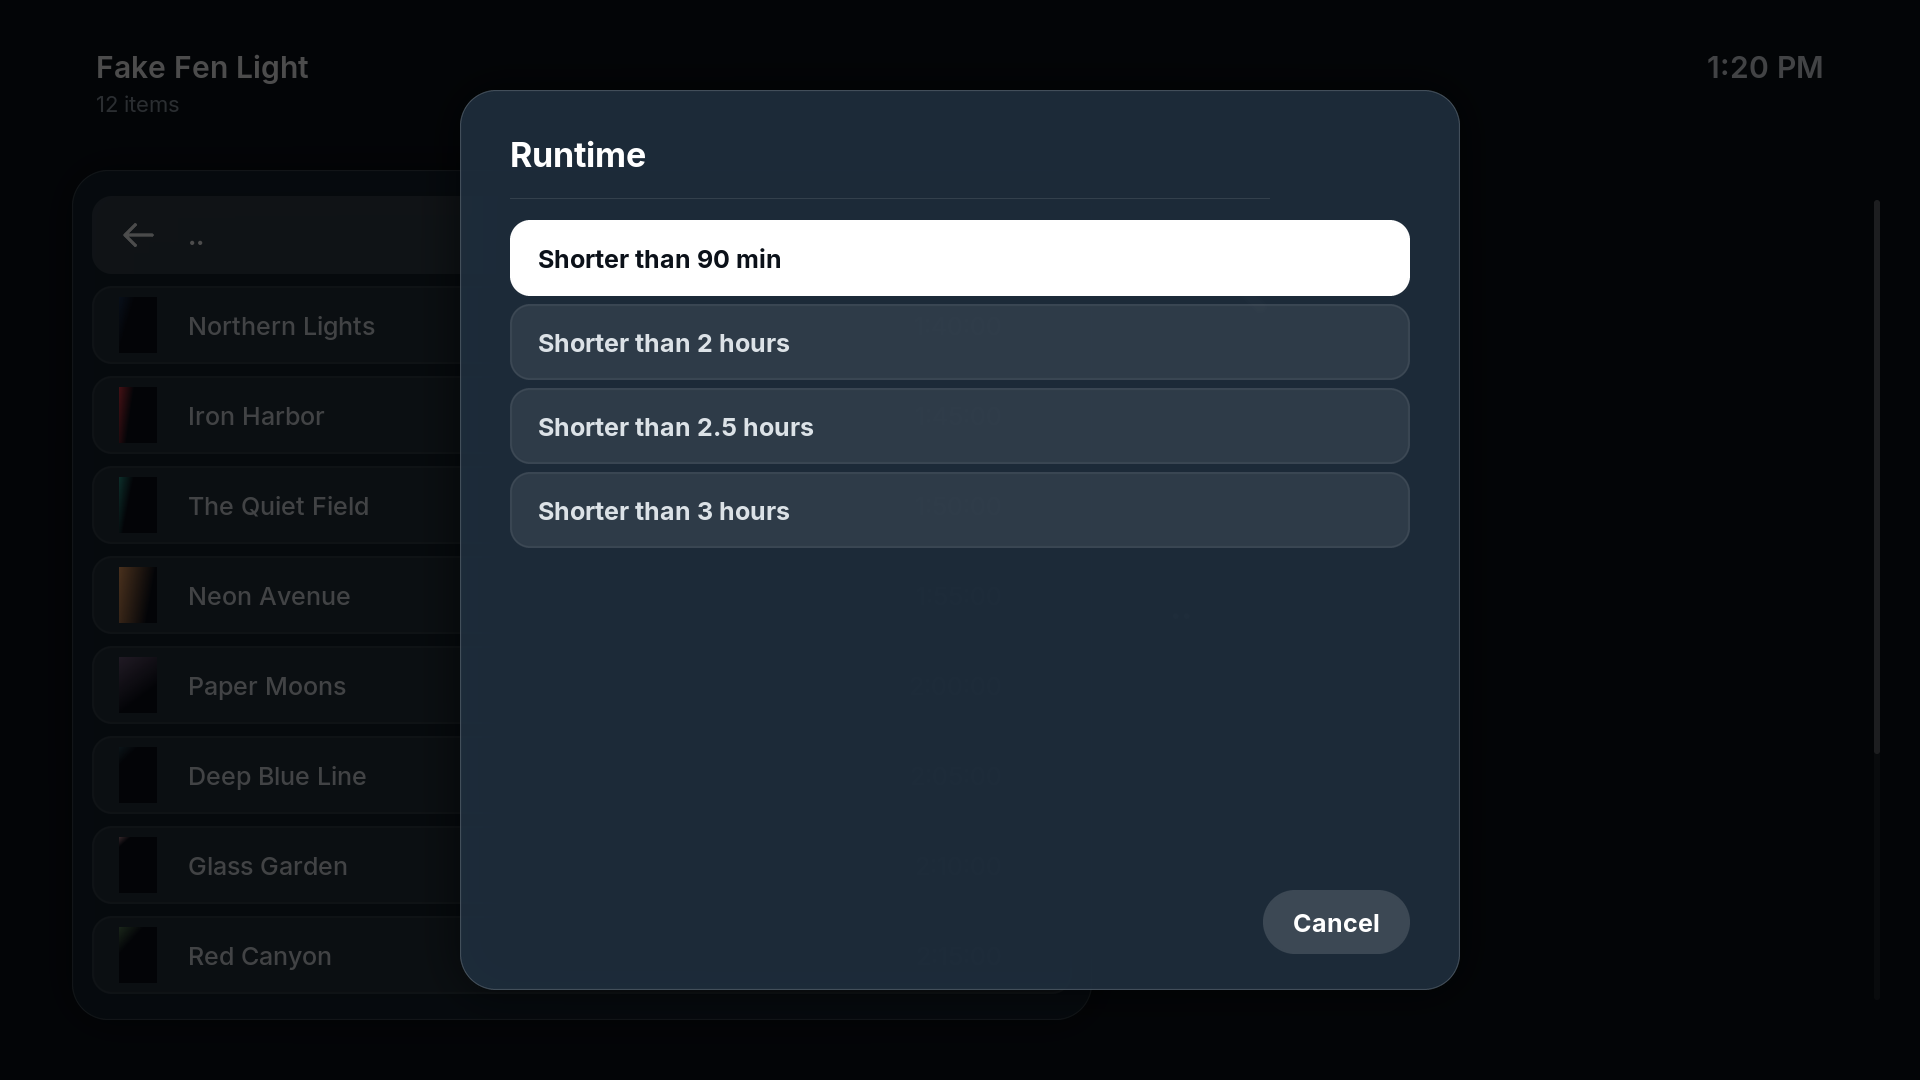 Fake Fen Light
12 items
1:20 PM
Runtime
Shorter than 90 min
Shorter than 2 hours
Shorter than 2.5 hours
Shorter than 3 hours
Cancel
..
Northern Lights
Iron Harbor
The Quiet Field
Neon Avenue
Paper Moons
Deep Blue Line
Glass Garden
Red Canyon